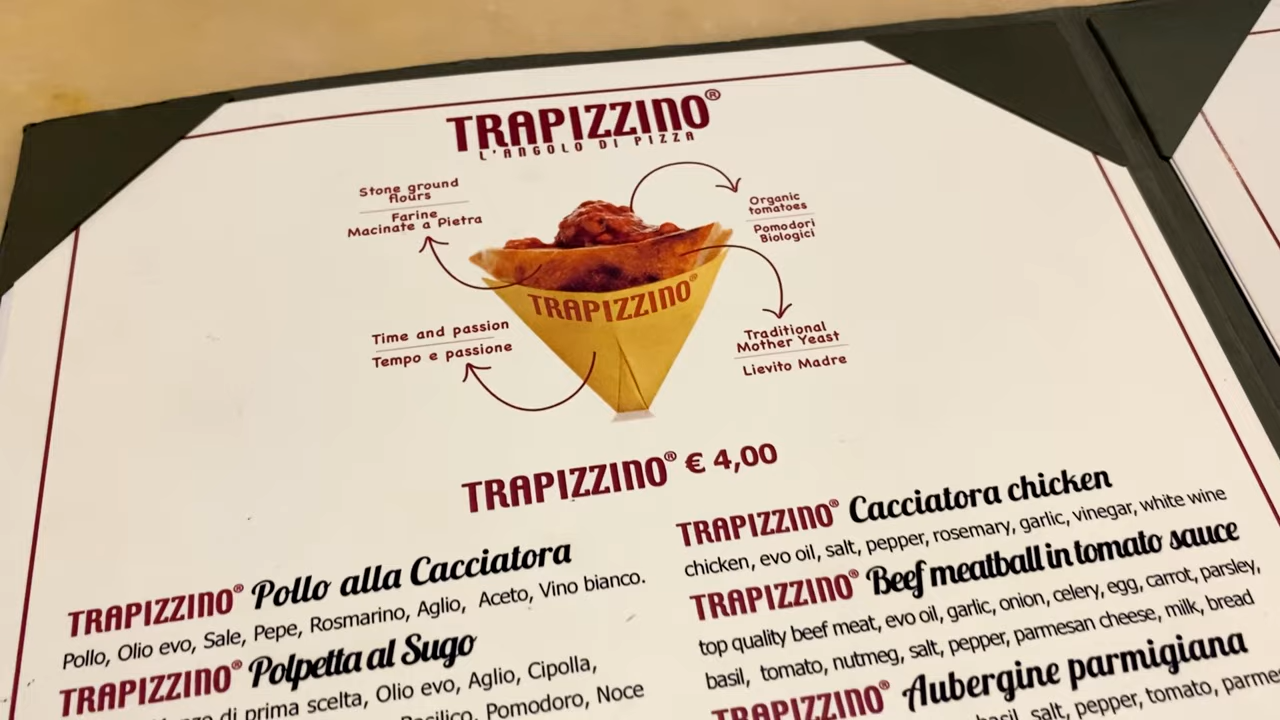 TRAPIZZINO®
L'ANGOLO DI PIZZA
Stone ground
flours
Farine
Macinate a Pietra
Organic
tomatoes
Pomodori
Biologici
TRAPIZZINO®
Time and passion
Tempo e passione
Traditional
Mother Yeast
Lievito Madre
TRAPIZZINO® € 4,00
TRAPIZZINO® Pollo alla Cacciatora
Pollo, Olio evo, Sale, Pepe, Rosmarino, Aglio, Aceto, Vino bianco.
TRAPIZZINO® Polpetta al Sugo
di prima scelta, Olio evo, Aglio, Cipolla,
Pomodoro, Noce
TRAPIZZINO® Cacciatora chicken
chicken, evo oil, salt, pepper, rosemary, garlic, vinegar, white wine
TRAPIZZINO® Beef meatball in tomato sauce
top quality beef meat, evo oil, garlic, onion, celery, egg, carrot, parsley,
basil, tomato, nutmeg, salt, pepper, parmesan cheese, milk, bread
TRAPIZZINO® Aubergine parmigiana
salt, pepper, tomato,